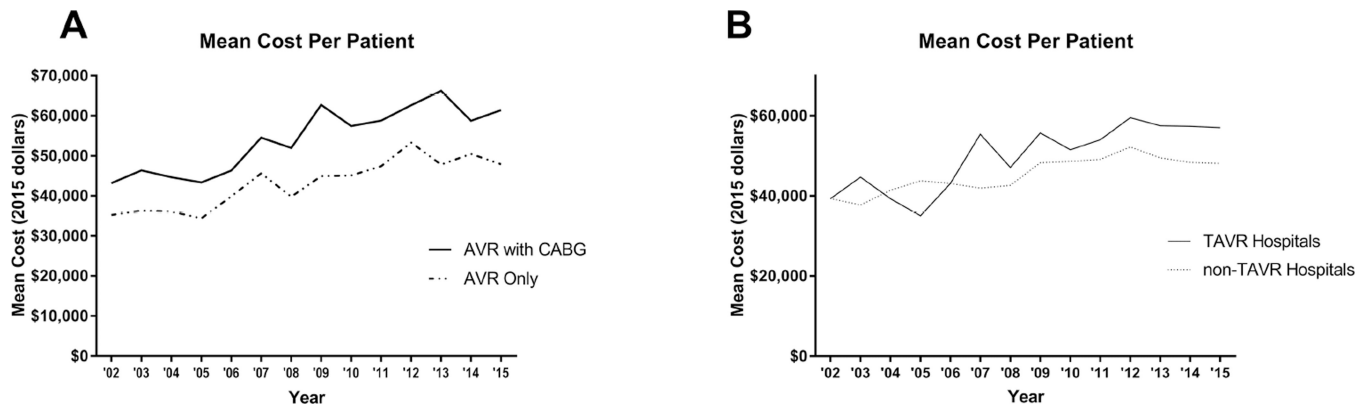 A
Mean Cost Per Patient
Mean Cost (2015 dollars)
$70,000
$60,000
$50,000
$40,000
$30,000
$20,000
$10,000
$0
AVR with CABG
AVR Only
'02 '03 '04 '05 '06 '07 '08 '09 '10 '11 '12 '13 '14 '15
Year
B
Mean Cost Per Patient
Mean Cost (2015 dollars)
$60,000
$40,000
$20,000
$0
TAVR Hospitals
non-TAVR Hospitals
'02 '03 '04 '05 '06 '07 '08 '09 '10 '11 '12 '13 '14 '15
Year